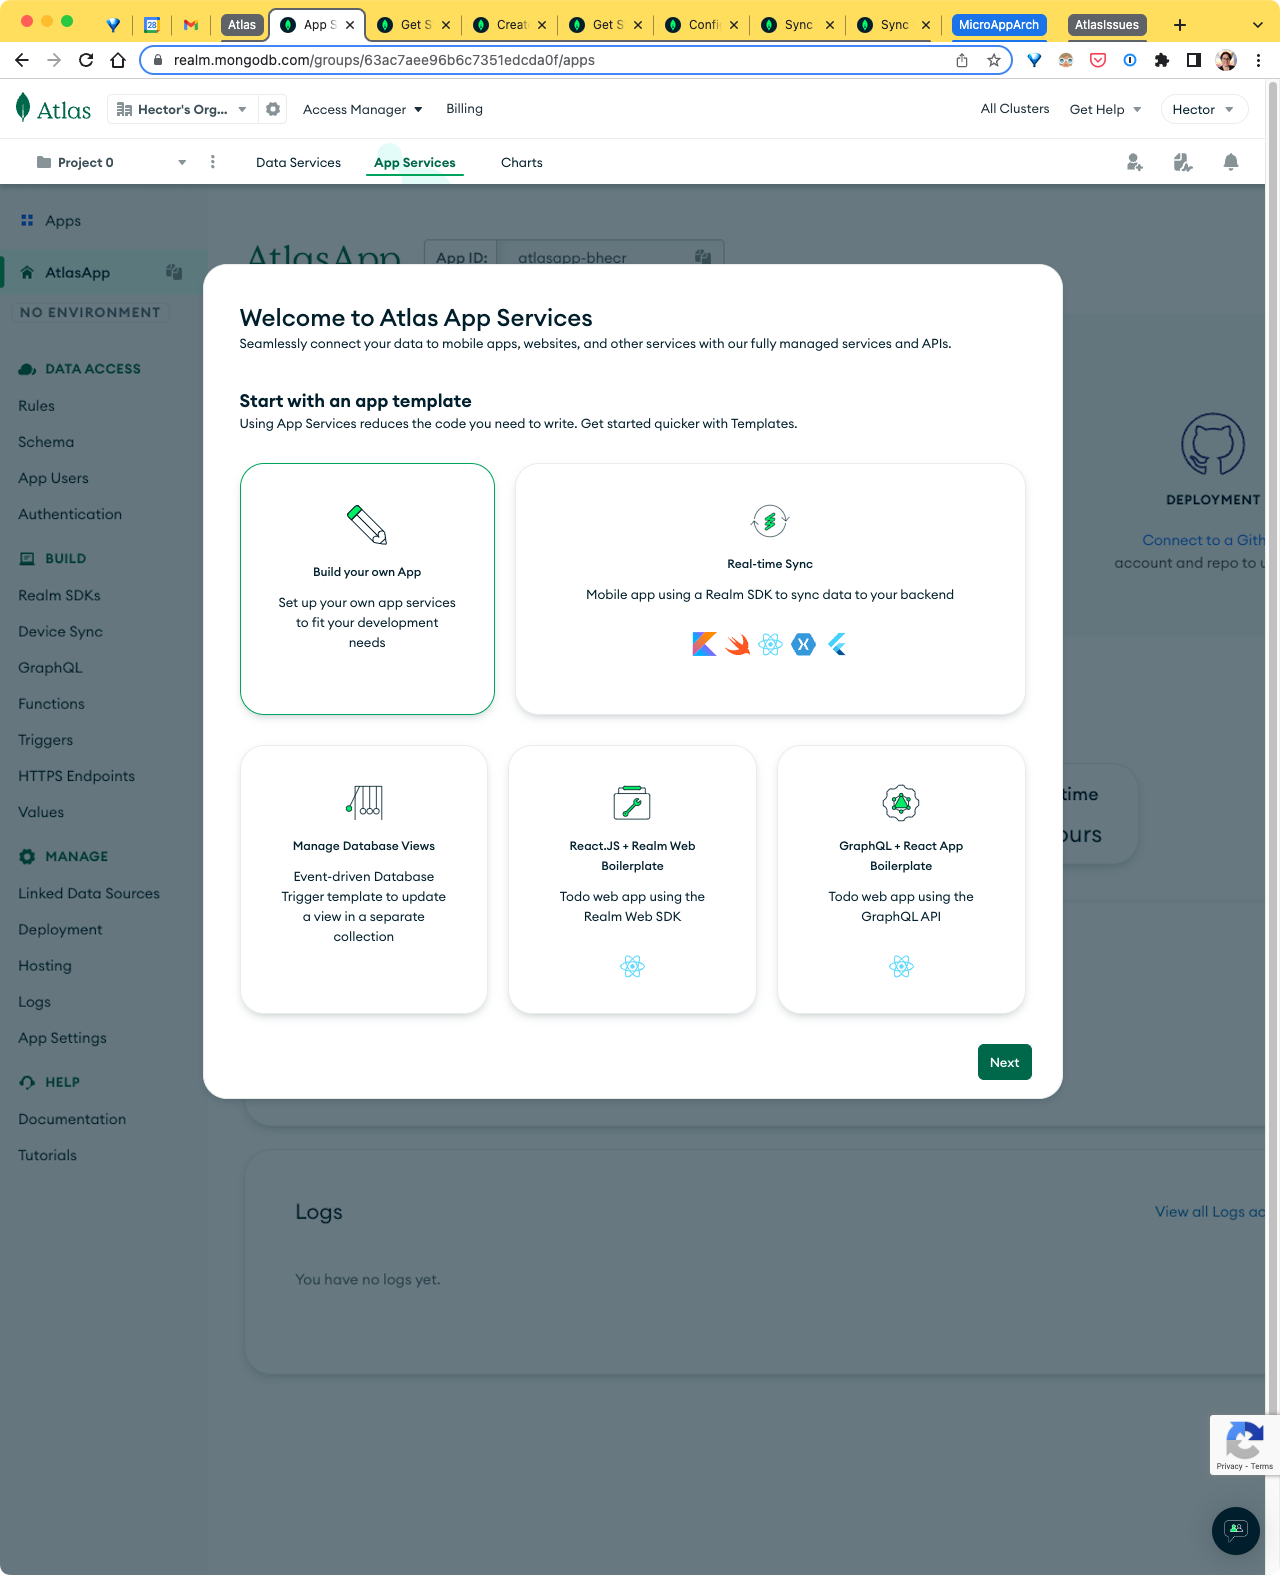 28
Atlas
App S
Get S
Create
Get S
Config
Sync
Sync
MicroAppArch
AtlasIssues
realm.mongodb.com/groups/63ac7aee96b6c7351edcda0f/apps
Atlas
Hector's Org...
Access Manager
Billing
All Clusters
Get Help
Hector
Project 0
Data Services
App Services
Charts
Apps
AtlasApp
NO ENVIRONMENT
DATA ACCESS
Rules
Schema
App Users
Authentication
BUILD
Realm SDKs
Device Sync
GraphQL
Functions
Triggers
HTTPS Endpoints
Values
MANAGE
Linked Data Sources
Deployment
Hosting
Logs
App Settings
HELP
Documentation
Tutorials
AtlasApp
App ID:
atlasapp-bhecr
Welcome to Atlas App Services
Seamlessly connect your data to mobile apps, websites, and other services with our fully managed services and APIs.
Start with an app template
Using App Services reduces the code you need to write. Get started quicker with Templates.
Build your own App
Set up your own app services
to fit your development
needs
Real-time Sync
Mobile app using a Realm SDK to sync data to your backend
Manage Database Views
Event-driven Database
Trigger template to update
a view in a separate
collection
React.JS + Realm Web
Boilerplate
Todo web app using the
Realm Web SDK
GraphQL + React App
Boilerplate
Todo web app using the
GraphQL API
Next
DEPLOYMENT
Connect to a Gith
account and repo to u
time
ours
Logs
View all Logs ac
You have no logs yet.
Privacy - Terms